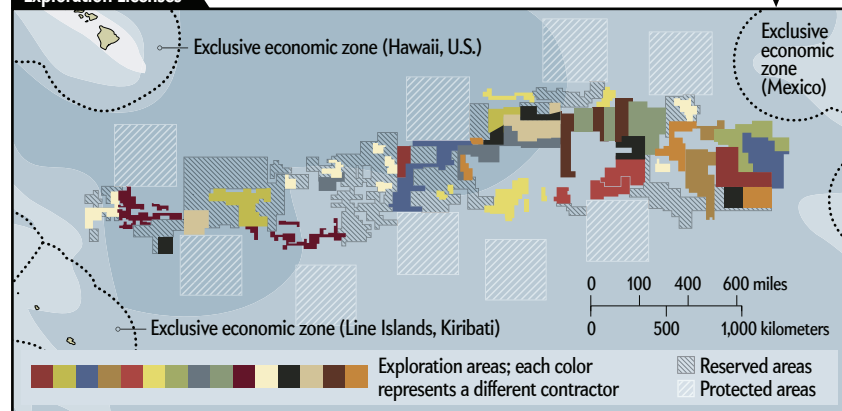 Exploration Licenses
Exclusive economic zone (Hawaii, U.S.)
Exclusive
economic
zone
(Mexico)
0 100 200 400 600 miles
0 500 1,000 kilometers
Exclusive economic zone (Line Islands, Kiribati)
Exploration areas; each color
represents a different contractor
Reserved areas
Protected areas